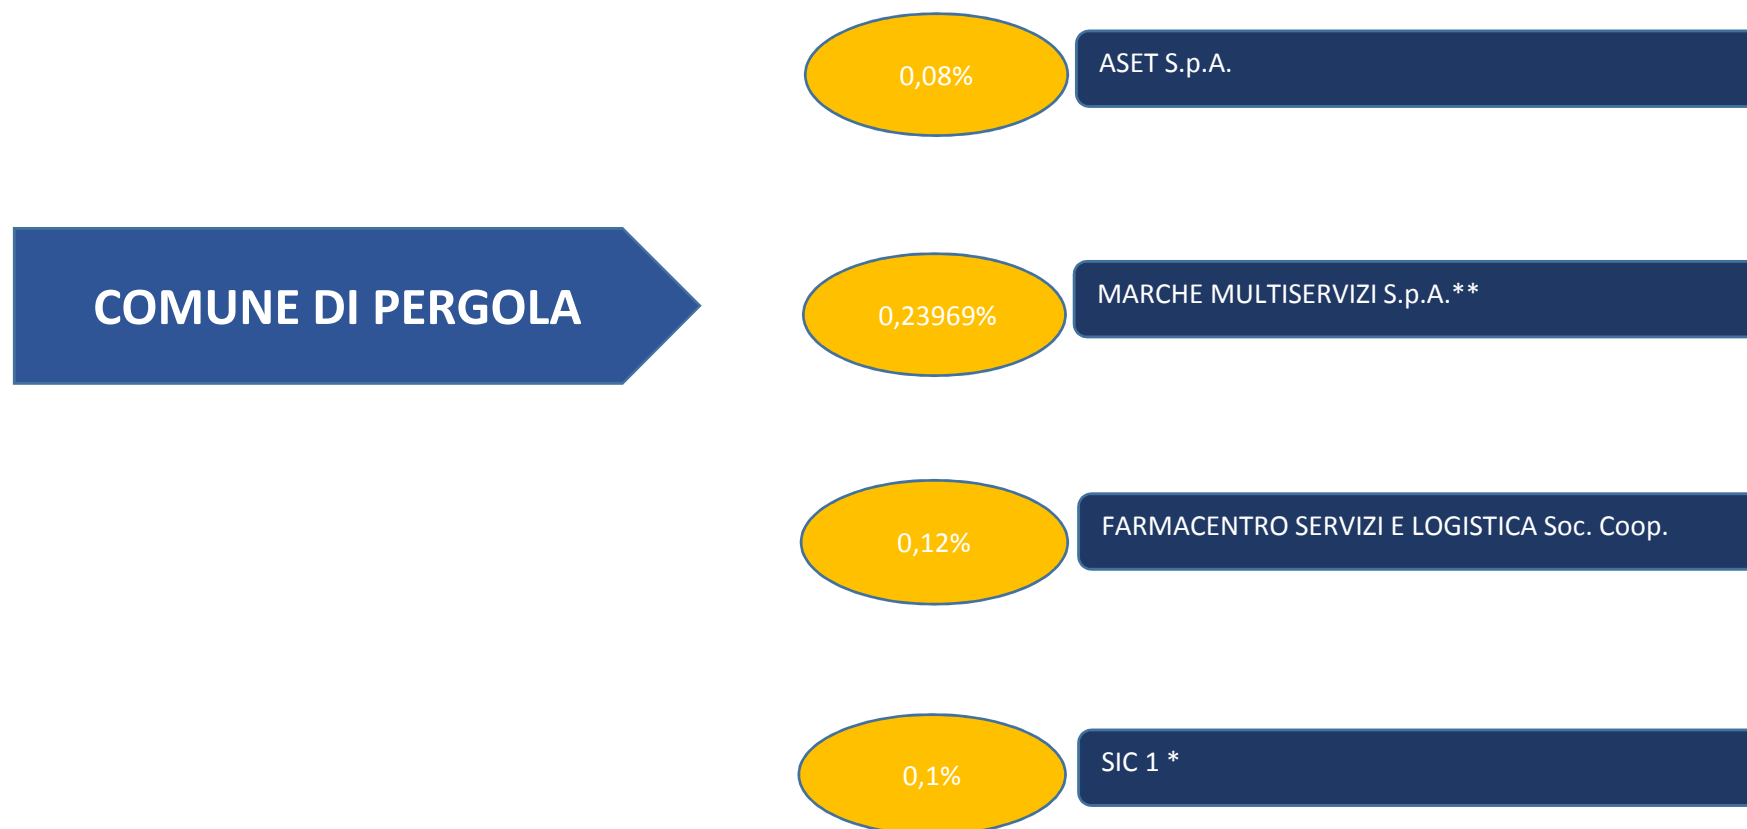 0,08%
ASET S.p.A.
COMUNE DI PERGOLA
0,23969%
MARCHE MULTISERVIZI S.p.A.**
0,12%
FARMACENTRO SERVIZI E LOGISTICA Soc. Coop.
0,1%
SIC 1 *